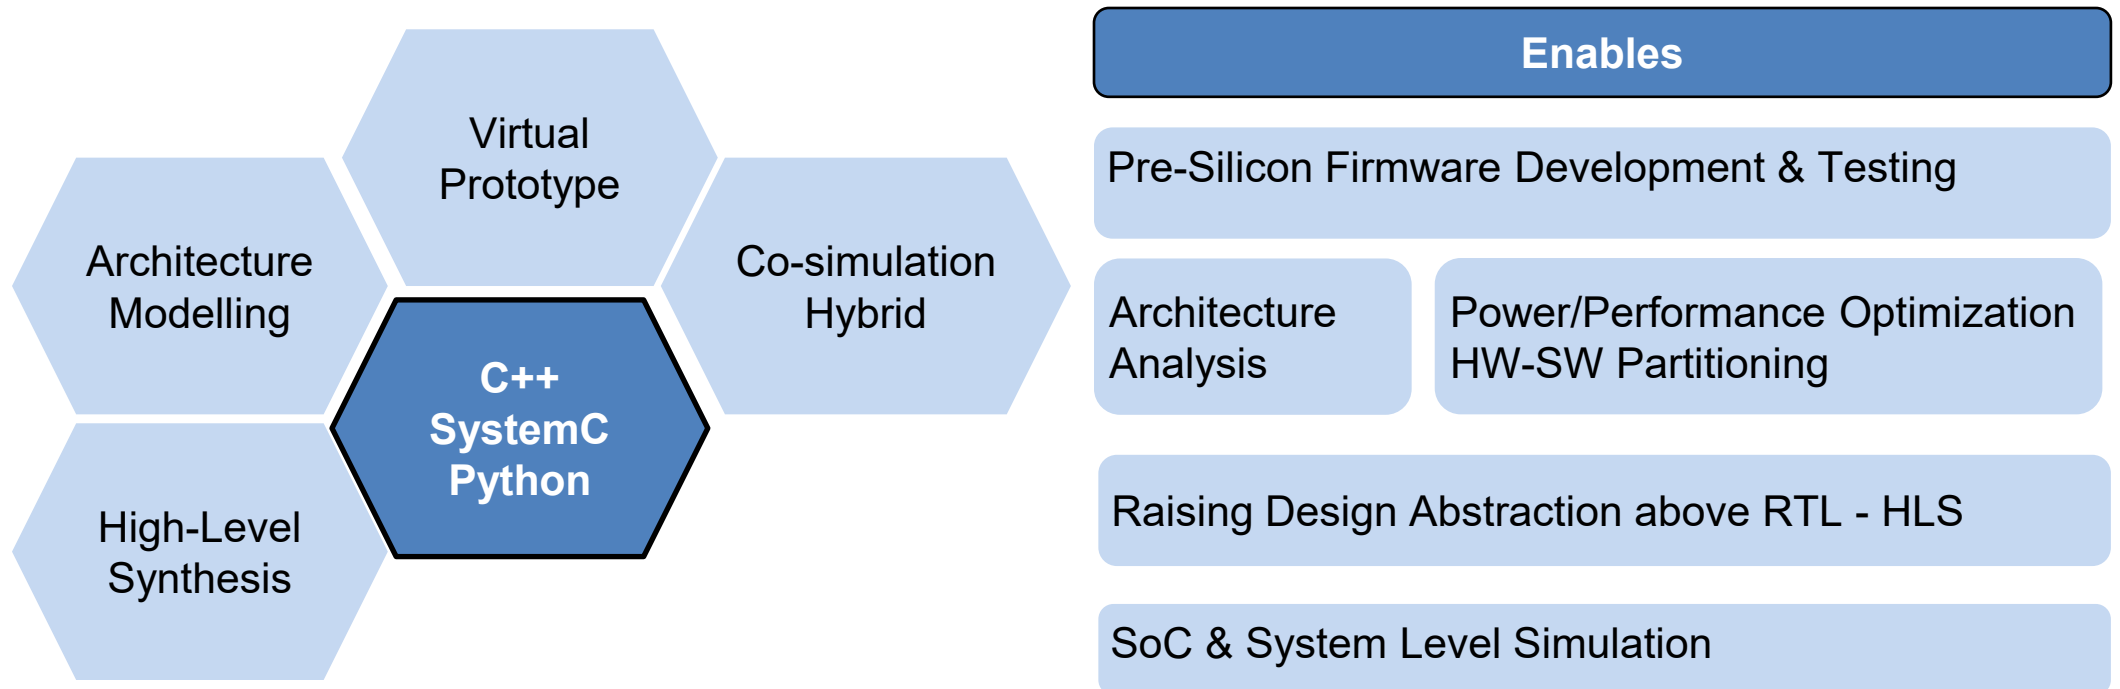 Virtual
Prototype
Architecture
Modelling
Co-simulation
Hybrid
C++
SystemC
Python
High-Level
Synthesis
Enables
Pre-Silicon Firmware Development & Testing
Architecture
Analysis
Power/Performance Optimization
HW-SW Partitioning
Raising Design Abstraction above RTL - HLS
SoC & System Level Simulation